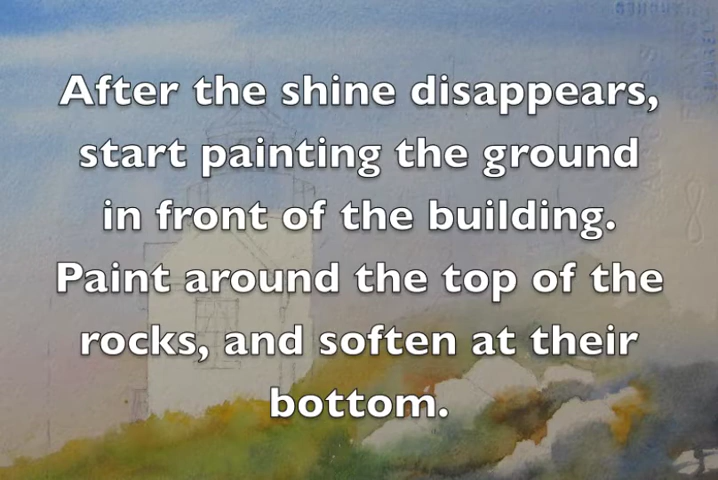 After the shine disappears,
start painting the ground
in front of the building.
Paint around the top of the
rocks, and soften at their
bottom.